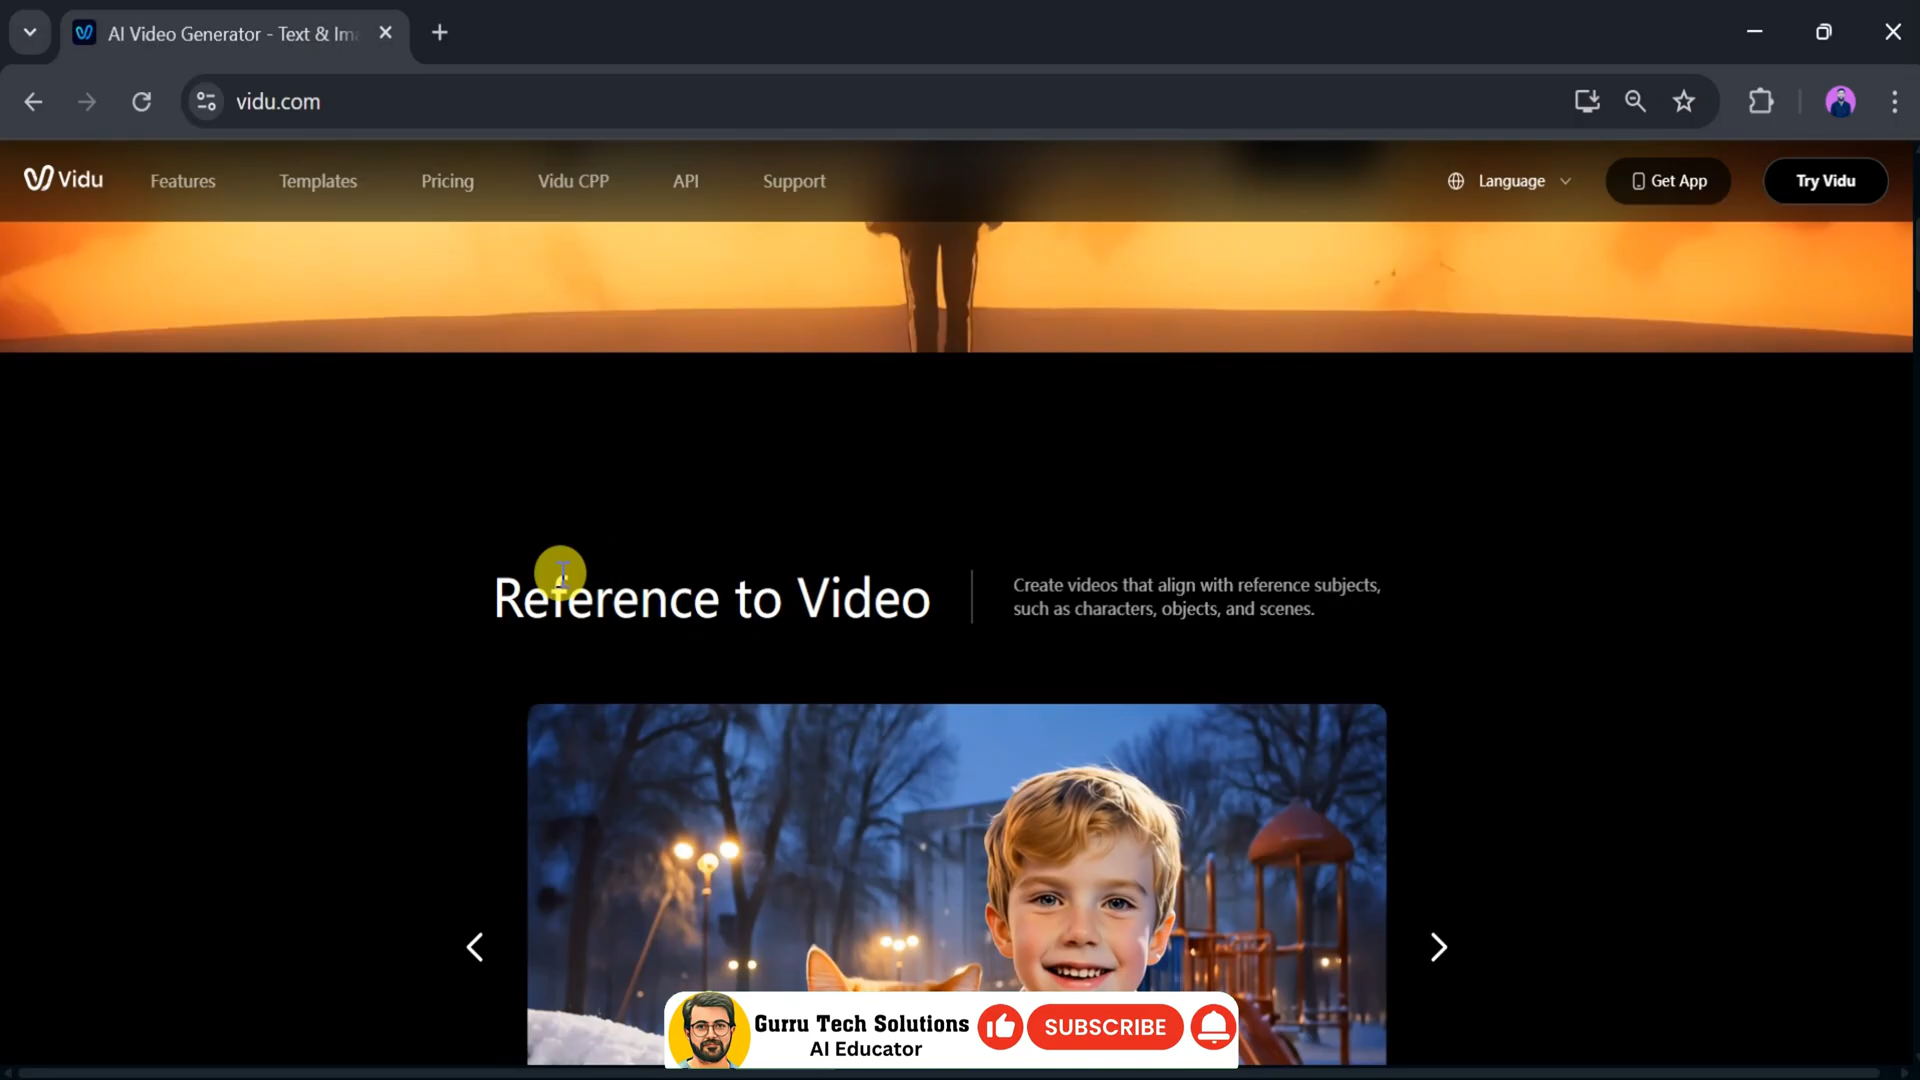 AI Video Generator - Text & Im
vidu.com
Vidu
Features
Templates
Pricing
Vidu CPP
API
Support
Language
Get App
Try Vidu
Reference to Video
Create videos that align with reference subjects,
such as characters, objects, and scenes.
Gurru Tech Solutions
AI Educator
SUBSCRIBE